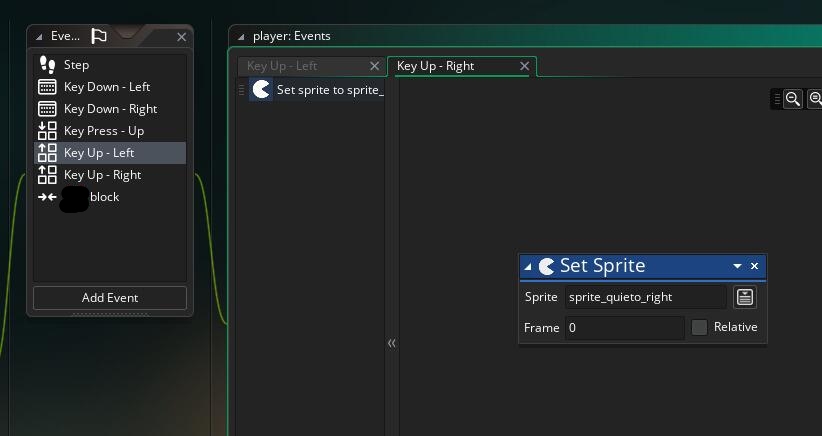 Eve...
Step
Key Down - Left
Key Down - Right
Key Press - Up
Key Up - Left
Key Up - Right
block
Add Event
player: Events
Key Up - Left
Key Up - Right
Set sprite to sprite_
Set Sprite
Sprite sprite_quieto_right
Frame 0 Relative